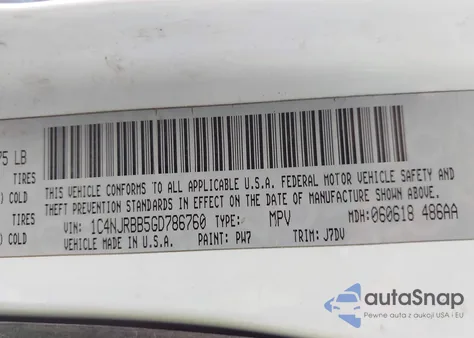 75 LB
TIRES
) COLD
THIS VEHICLE CONFORMS TO ALL APPLICABLE U.S.A. FEDERAL MOTOR VEHICLE SAFETY AND
TIRES
THEFT PREVENTION STANDARDS IN EFFECT ON THE DATE OF MANUFACTURE SHOWN ABOVE.
) COLD
VIN: 1C4NJRBB5GD786760 TYPE: MPV MDH:060618 486AA
VEHICLE MADE IN U.S.A. PAINT: PW7 TRIM: J7DV
autoSnap
Pewne auta z aukcji USA i EU